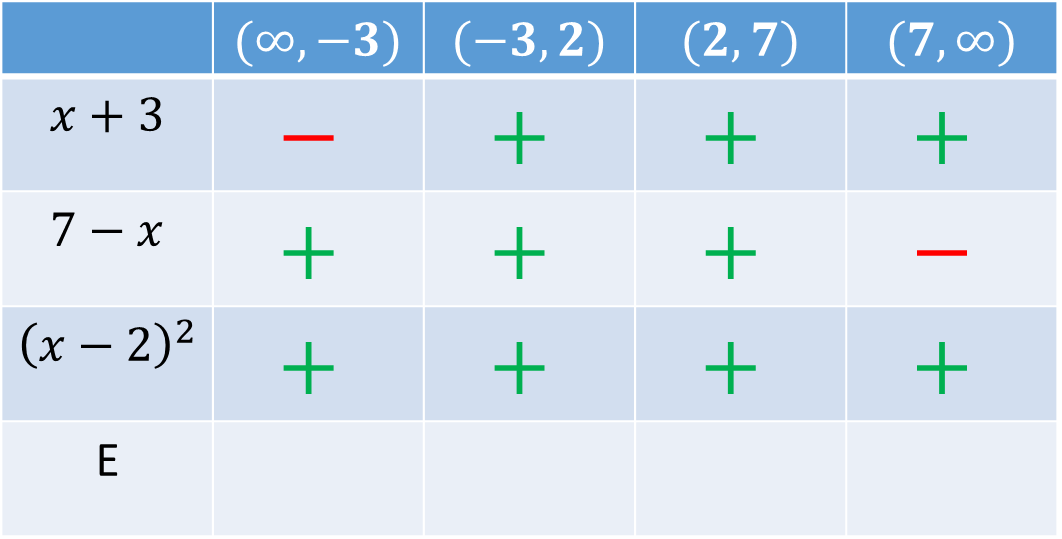 (∞, −3) (−3, 2) (2, 7) (7, ∞)
x + 3 − + + +
7 − x + + + −
(x − 2)² + + + +
E